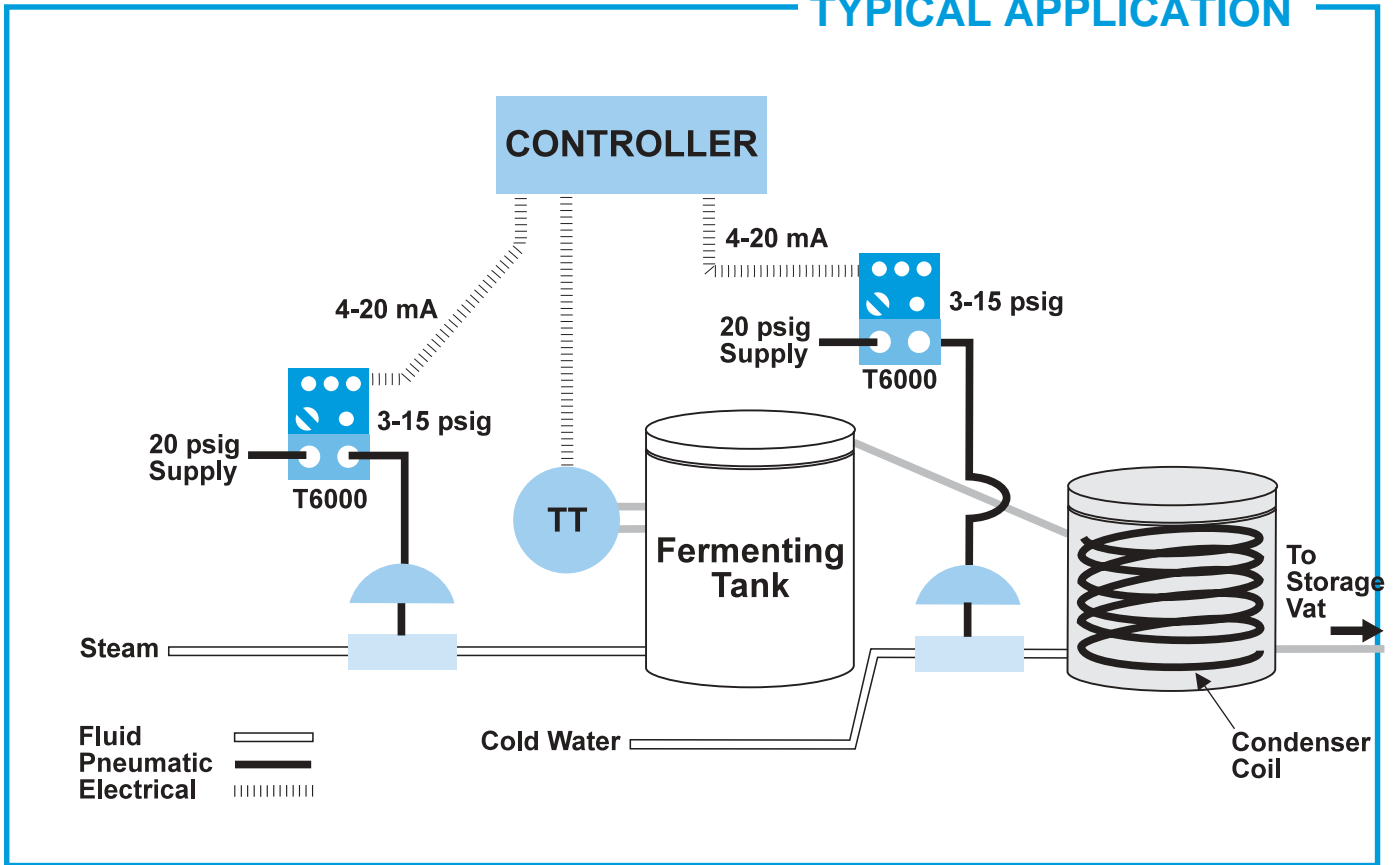 TYPICAL APPLICATION
CONTROLLER
4-20 mA
4-20 mA
3-15 psig
20 psig
Supply
T6000
3-15 psig
20 psig
Supply
T6000
TT
Fermenting
Tank
To
Storage
Vat
Steam
Cold Water
Condenser
Coil
Fluid
Pneumatic
Electrical